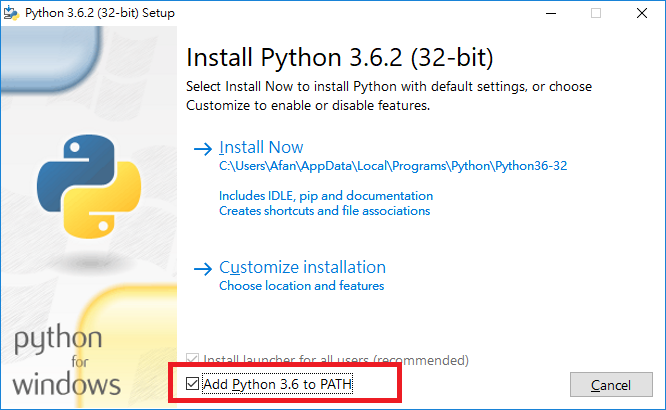 Python 3.6.2 (32-bit) Setup
Install Python 3.6.2 (32-bit)
Select Install Now to install Python with default settings, or choose
Customize to enable or disable features.
Install Now
C:\Users\Afan\AppData\Local\Programs\Python\Python36-32
Includes IDLE, pip and documentation
Creates shortcuts and file associations
Customize installation
Choose location and features
Install launcher for all users (recommended)
Add Python 3.6 to PATH
Cancel
python
for
windows